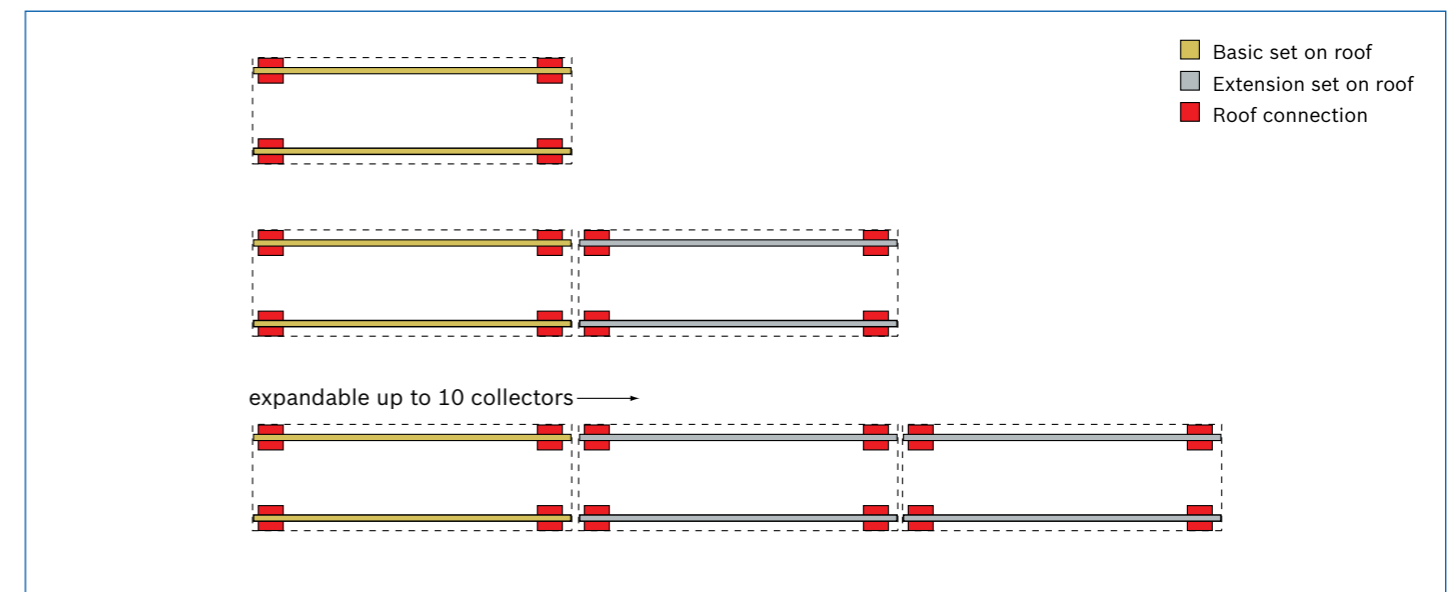 Basic set on roof
Extension set on roof
Roof connection
expandable up to 10 collectors